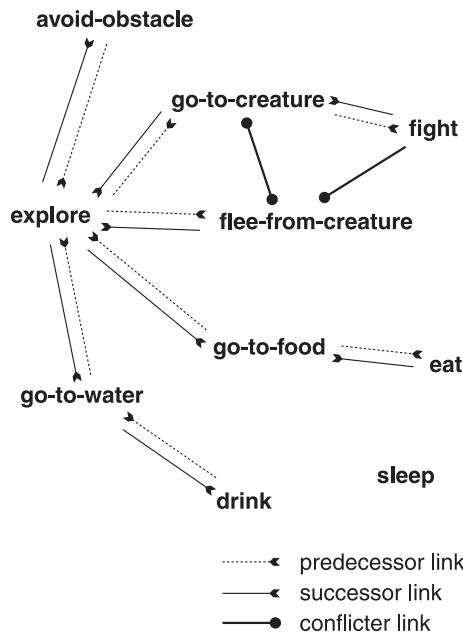 avoid-obstacle
go-to-creature
fight
explore
flee-from-creature
go-to-food
eat
go-to-water
sleep
drink
predecessor link
successor link
conflicter link